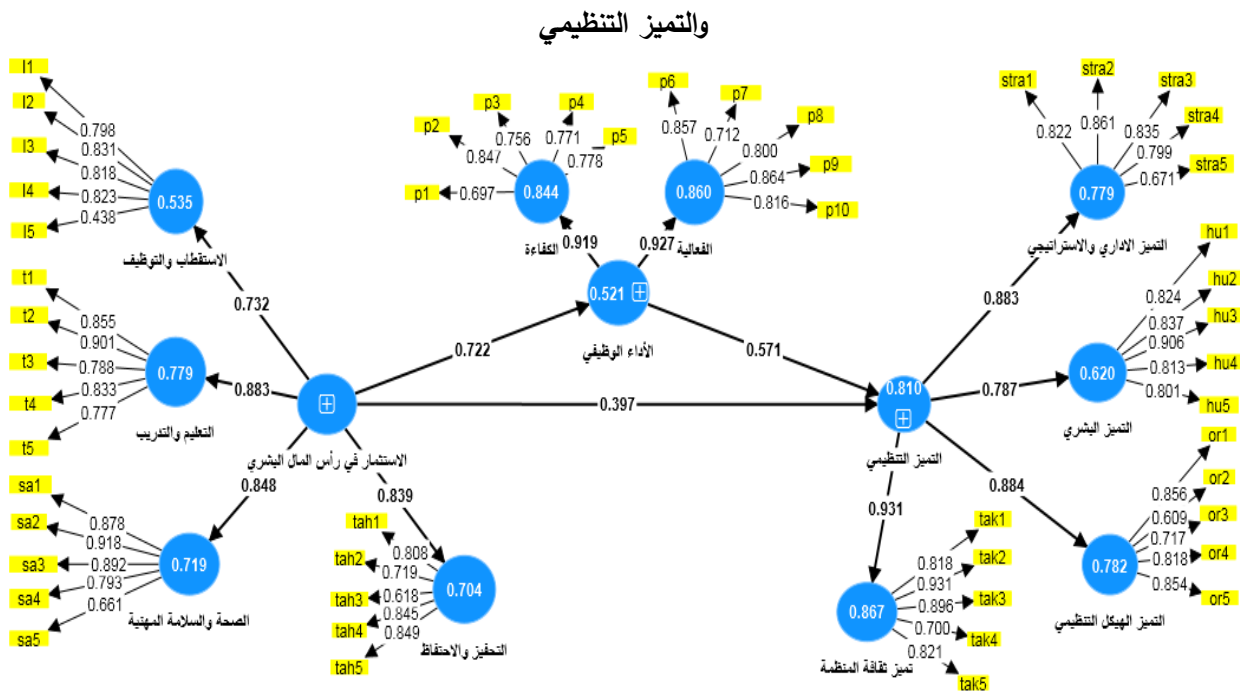 والتميز التنظيمي
l1
l2
l3
l4
l5
0.798
0.831
0.818
0.823
0.438
0.535
الاستقطاب والتوظيف
0.732
t1
t2
t3
t4
t5
0.855
0.901
0.788
0.833
0.777
0.779
التعليم والتدريب
0.883
sa1
sa2
sa3
sa4
sa5
0.878
0.918
0.892
0.793
0.661
0.719
الصحة والسلامة المهنية
0.848
tah1
tah2
tah3
tah4
tah5
0.808
0.719
0.618
0.845
0.849
0.704
التحفيز والاحتفاظ
0.839
الاستثمار في رأس المال البشري
0.722
0.397
p1
p2
p3
p4
p5
0.697
0.847
0.756
0.771
0.778
0.844
الكفاءة
0.919
p6
p7
p8
p9
p10
0.857
0.712
0.800
0.864
0.816
0.860
الفعالية
0.927
0.521
الأداء الوظيفي
0.571
0.810
التميز التنظيمي
stra1
stra2
stra3
stra4
stra5
0.822
0.861
0.835
0.799
0.671
0.779
التميز الاداري والاستراتيجي
0.883
hu1
hu2
hu3
hu4
hu5
0.824
0.837
0.906
0.813
0.801
0.620
التميز البشري
0.787
or1
or2
or3
or4
or5
0.856
0.609
0.717
0.818
0.854
0.782
التميز الهيكل التنظيمي
0.884
tak1
tak2
tak3
tak4
tak5
0.818
0.931
0.896
0.700
0.821
0.867
تميز ثقافة المنظمة
0.931